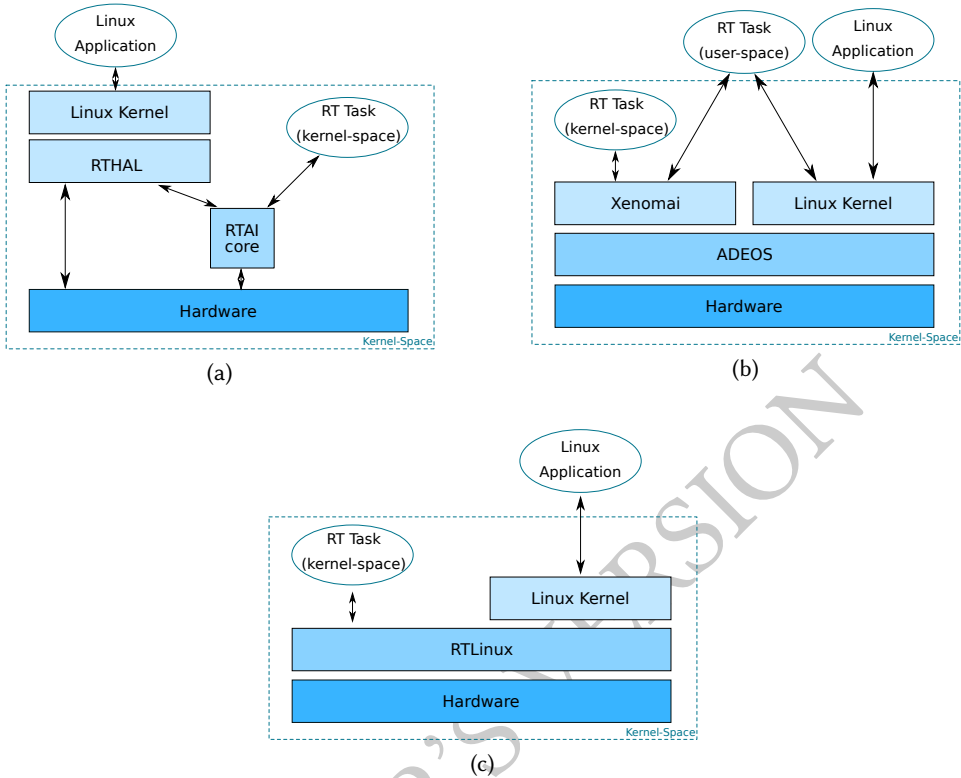 Linux
Application
Linux Kernel
RTHAL
RT Task
(kernel-space)
RTAI
core
Hardware
Kernel-Space
(a)
RT Task
(user-space)
Linux
Application
RT Task
(kernel-space)
Xenomai
Linux Kernel
ADEOS
Hardware
Kernel-Space
(b)
Linux
Application
RT Task
(kernel-space)
Linux Kernel
RTLinux
Hardware
Kernel-Space
(c)
R'S VERSION